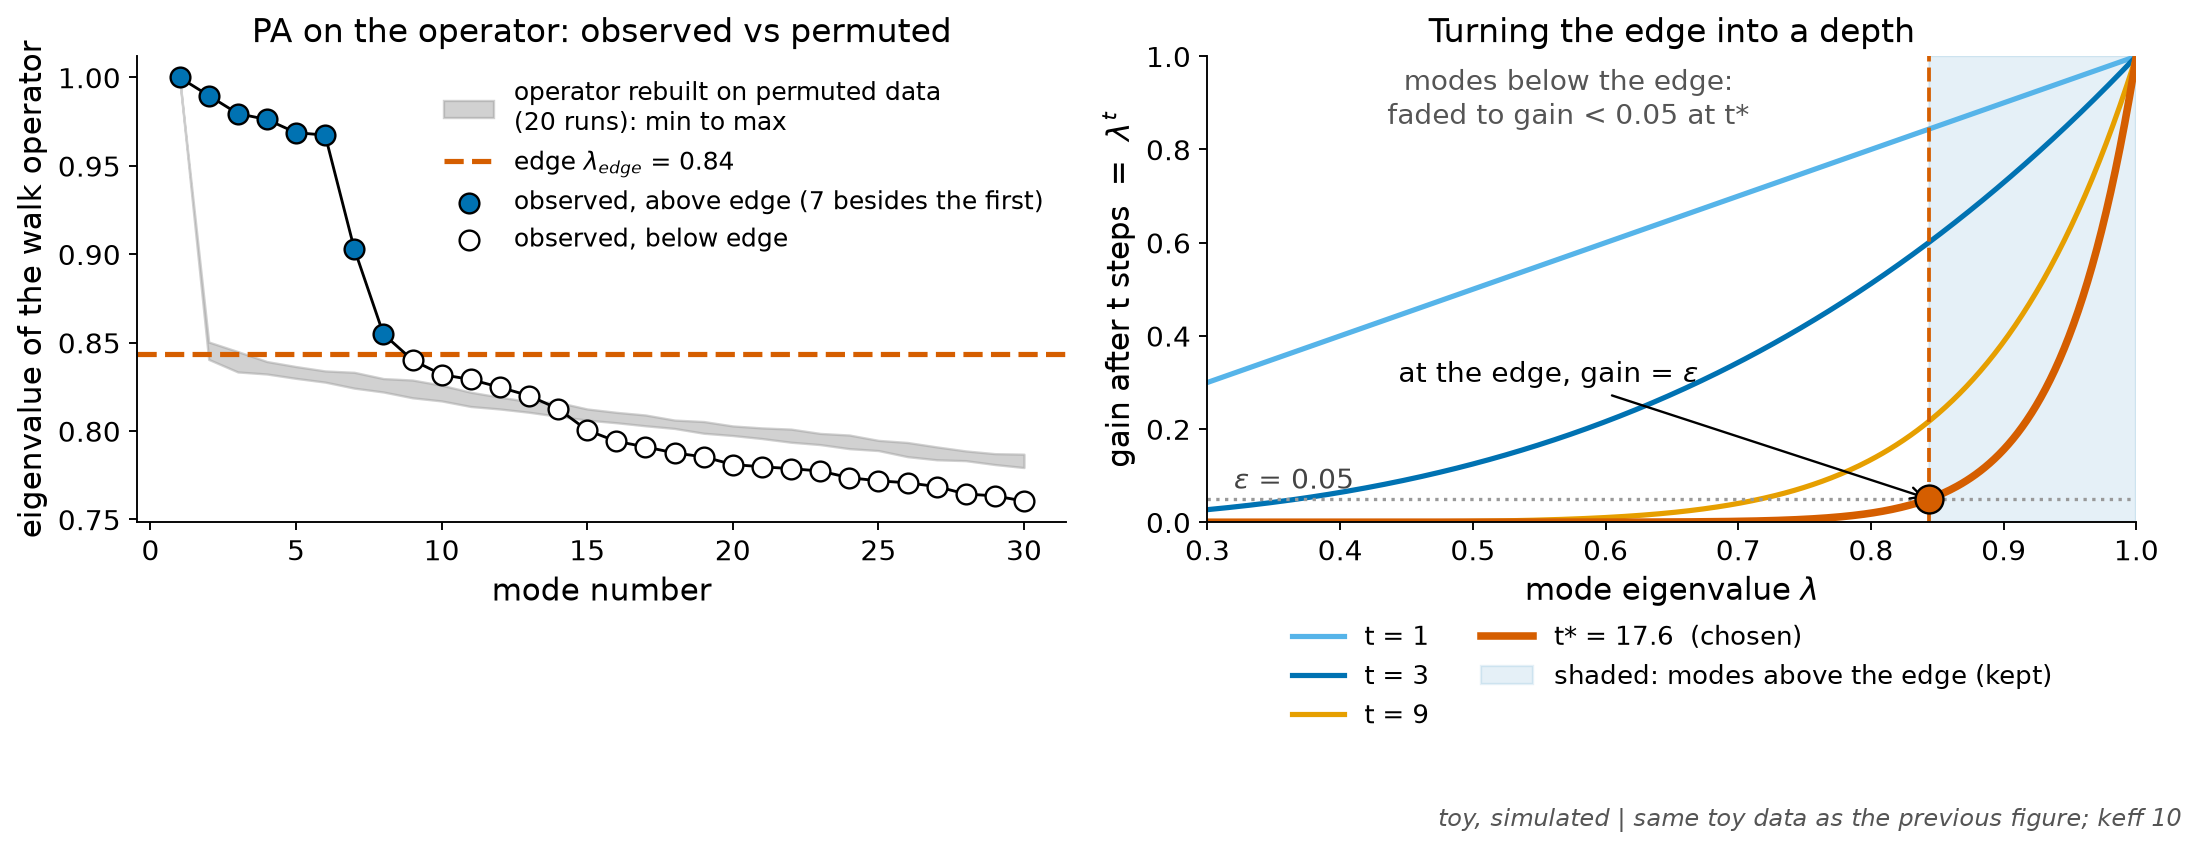 PA on the operator: observed vs permuted
eigenvalue of the walk operator
1.00
0.95
0.90
0.85
0.80
0.75
operator rebuilt on permuted data
(20 runs): min to max
edge λedge = 0.84
observed, above edge (7 besides the first)
observed, below edge
0 5 10 15 20 25 30
mode number
Turning the edge into a depth
gain after t steps = λ^t
1.0
0.8
0.6
0.4
0.2
0.0
modes below the edge:
faded to gain < 0.05 at t*
at the edge, gain = ε
ε = 0.05
0.3 0.4 0.5 0.6 0.7 0.8 0.9 1.0
mode eigenvalue λ
t = 1
t = 3
t = 9
t* = 17.6 (chosen)
shaded: modes above the edge (kept)
toy, simulated | same toy data as the previous figure; keff 10